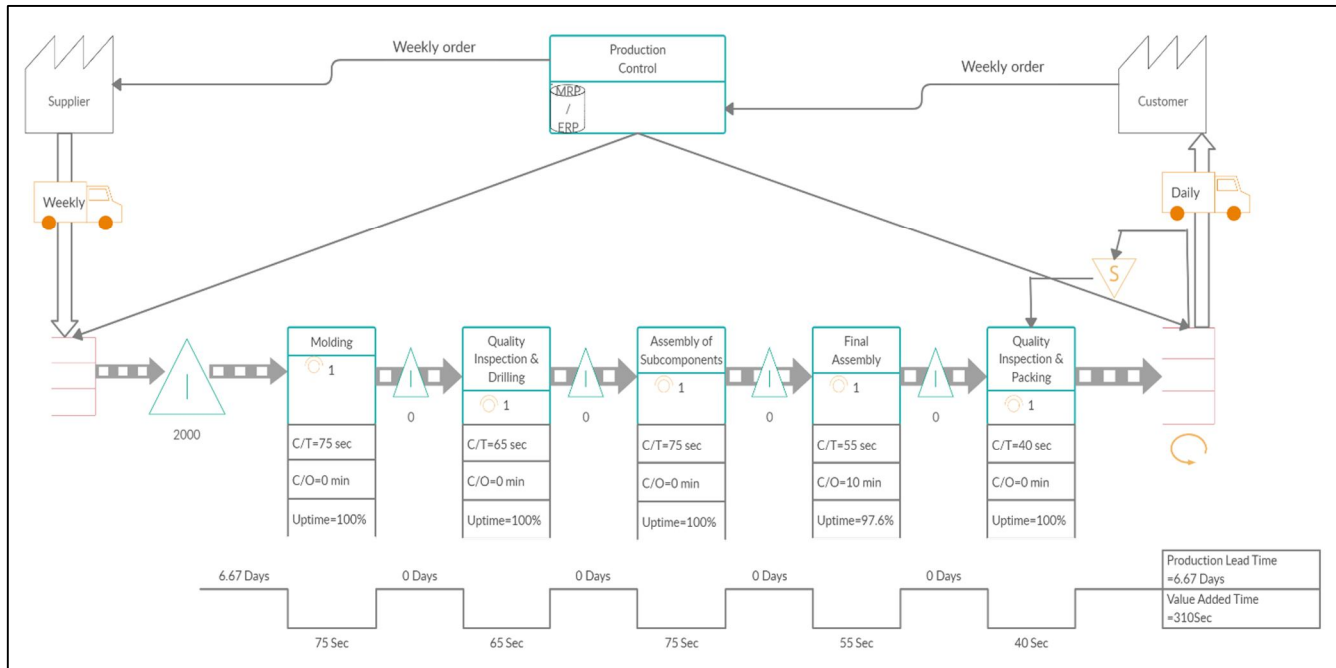 Weekly order
Production
Control
Weekly order
MRP
/
ERP
Supplier
Customer
Weekly
Daily
S
Molding
1
Quality
Inspection &
Drilling
1
Assembly of
Subcomponents
1
Final
Assembly
1
Quality
Inspection &
Packing
1
I
2000
I
0
I
0
I
0
I
0
C/T=75 sec
C/O=0 min
Uptime=100%
C/T=65 sec
C/O=0 min
Uptime=100%
C/T=75 sec
C/O=0 min
Uptime=100%
C/T=55 sec
C/O=10 min
Uptime=97.6%
C/T=40 sec
C/O=0 min
Uptime=100%
6.67 Days
0 Days
0 Days
0 Days
0 Days
75 Sec
65 Sec
75 Sec
55 Sec
40 Sec
Production Lead Time
=6.67 Days
Value Added Time
=310Sec